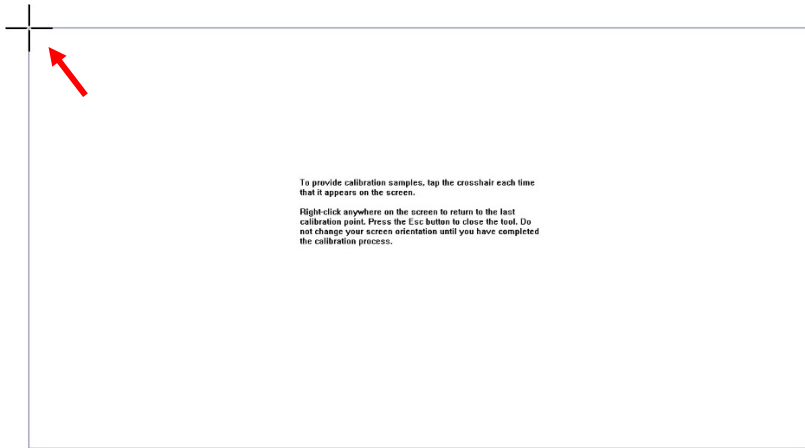 To provide calibration samples, tap the crosshair each time
that it appears on the screen.
Right-click anywhere on the screen to return to the last
calibration point. Press the Esc button to close the tool. Do
not change your screen orientation until you have completed
the calibration process.